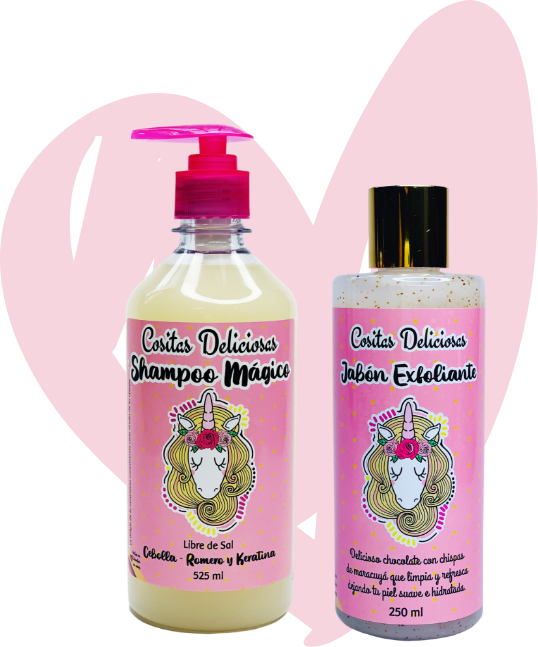 Cositas Deliciosas
Shampoo Mágico
Libre de Sal
Cebolla - Romero y Keratina
525 ml
Cositas Deliciosas
Jabón Exfoliante
Delicioso chocolate con chispas
de maracuyá que limpia y refresca
dejando tu piel suave e hidratada.
250 ml